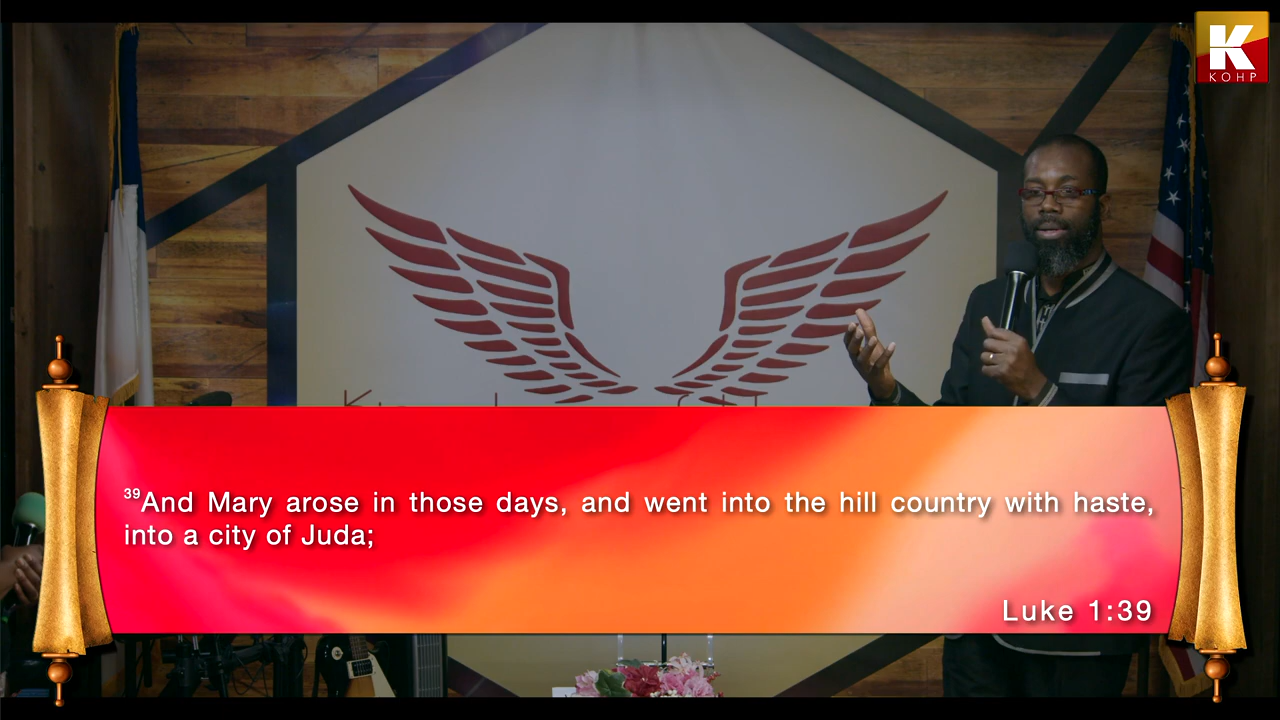 K
KOHP
³⁹And Mary arose in those days, and went into the hill country with haste,
into a city of Juda;
Luke 1:39